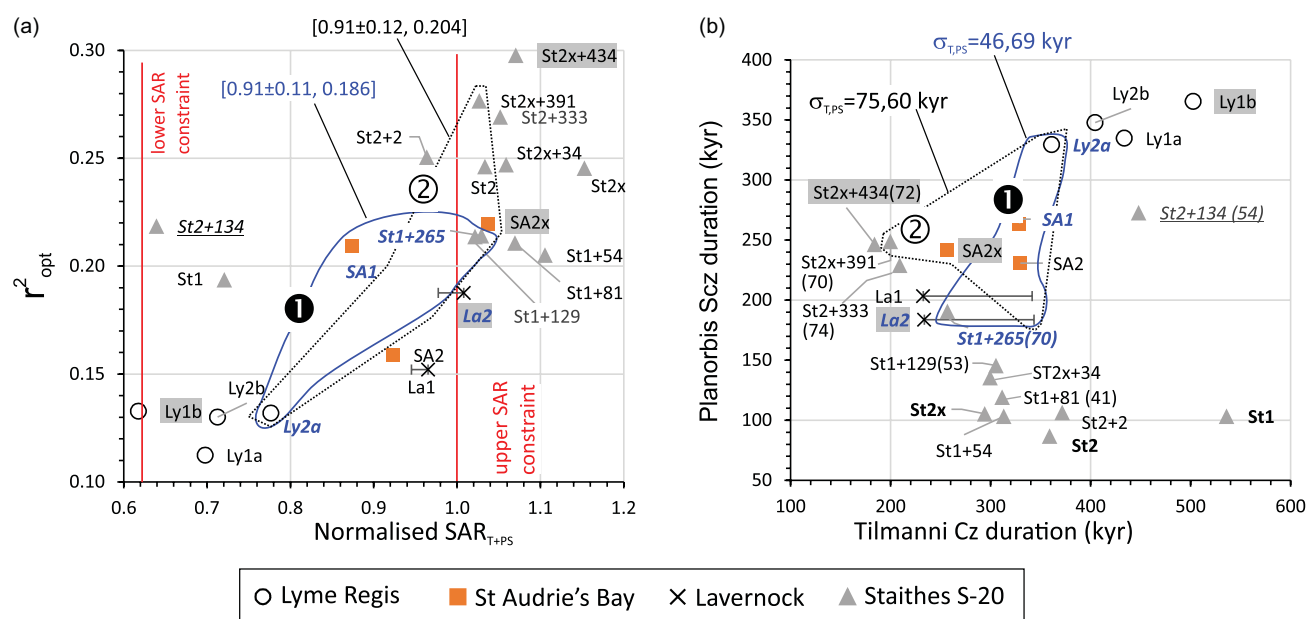 (a)
[0.91±0.12, 0.204]
[0.91±0.11, 0.186]
lower SAR
constraint
upper SAR
constraint
r²opt
0.30
0.25
0.20
0.15
0.10
0.6
0.7
0.8
0.9
1.0
1.1
1.2
Normalised SAR T+PS
St2x+434
St2x+391
St2+333
St2+2
St2x+34
St2
St2x
2
SA2x
St1+265
St2+134
SA1
St1+54
St1
St1+81
1
St1+129
La2
SA2
La1
Ly2b
Ly1b
Ly2a
Ly1a
(b)
σT,PS=46,69 kyr
σT,PS=75,60 kyr
Planorbis Scz duration (kyr)
400
350
300
250
200
150
100
50
100
200
300
400
500
600
Tilmanni Cz duration (kyr)
Ly2b
Ly1b
Ly1a
Ly2a
St2x+434(72)
1
SA1
St2+134 (54)
2
SA2x
SA2
St2x+391
(70)
La1
St2+333
(74)
La2
St1+265(70)
St1+129(53)
ST2x+34
St1+81 (41)
St2x
St2+2
St1
St1+54
St2
Lyme Regis
St Audrie's Bay
Lavernock
Staithes S-20